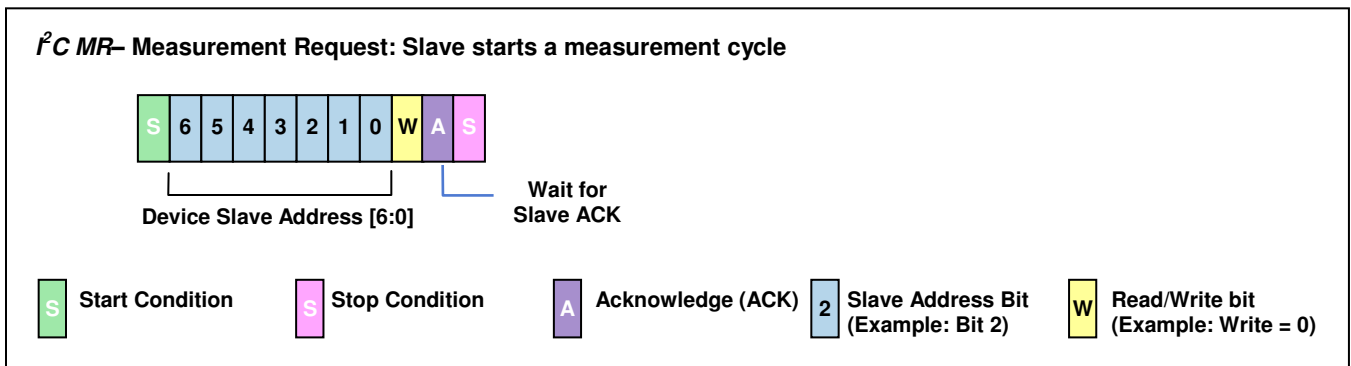 I²C MR– Measurement Request: Slave starts a measurement cycle
S 6 5 4 3 2 1 0 W A S
Wait for
Slave ACK
Device Slave Address [6:0]
S Start Condition
S Stop Condition
A Acknowledge (ACK)
2 Slave Address Bit
(Example: Bit 2)
W Read/Write bit
(Example: Write = 0)